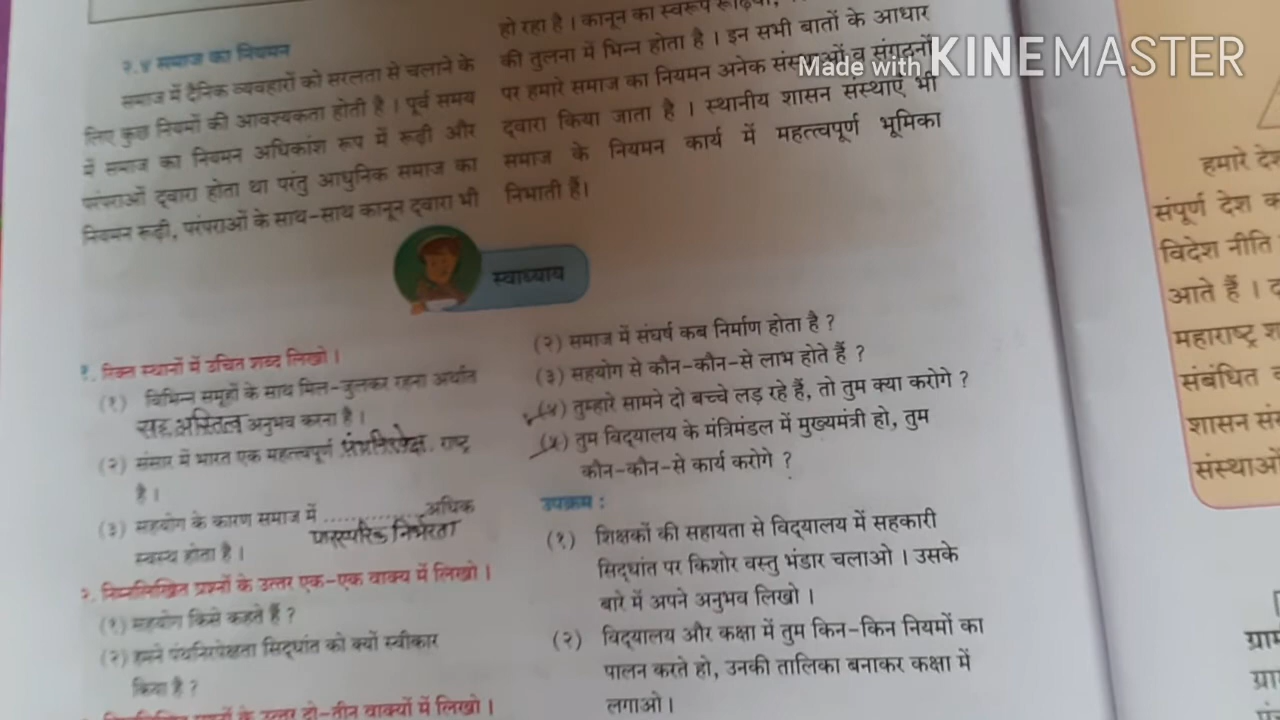 २.४ समाज का नियमन
समाज में दैनिक व्यवहारों को सरलता से चलाने के
लिए कुछ नियमों की आवश्यकता होती है । पूर्व समय
में समाज का नियमन अधिकांश रूप में रूढ़ी और
परंपराओं द्वारा होता था परंतु आधुनिक समाज का
नियमन रूढ़ी, परंपराओं के साथ-साथ कानून द्वारा भी
हो रहा है । कानून का स्वरूप
की तुलना में भिन्न होता है । इन सभी बातों के आधार
पर हमारे समाज का नियमन अनेक संस्थाओं व संगठनों
द्वारा किया जाता है । स्थानीय शासन संस्थाएँ भी
समाज के नियमन कार्य में महत्त्वपूर्ण भूमिका
निभाती हैं।
Made with KINEMASTER
स्वाध्याय
१. रिक्त स्थानों में उचित शब्द लिखो ।
(१) विभिन्न समूहों के साथ मिल-जुलकर रहना अर्थात
सह अस्तित्व अनुभव करना है ।
(२) संसार में भारत एक महत्त्वपूर्ण पंथनिरपेक्ष राष्ट्र
है ।
(३) सहयोग के कारण समाज में .............. अधिक
पारस्परिक निर्भरता
स्वस्थ होता है ।
२. निम्नलिखित प्रश्नों के उत्तर एक-एक वाक्य में लिखो ।
(१) सहयोग किसे कहते हैं ?
(२) हमने पंथनिरपेक्षता सिद्धांत को क्यों स्वीकार
किया है ?
निम्नलिखित प्रश्नों के उत्तर दो-तीन वाक्यों में लिखो ।
(२) समाज में संघर्ष कब निर्माण होता है ?
(३) सहयोग से कौन-कौन-से लाभ होते हैं ?
(४) तुम्हारे सामने दो बच्चे लड़ रहे हैं, तो तुम क्या करोगे ?
(५) तुम विद्यालय के मंत्रिमंडल में मुख्यमंत्री हो, तुम
कौन-कौन-से कार्य करोगे ?
उपक्रम :
(१) शिक्षकों की सहायता से विद्यालय में सहकारी
सिद्धांत पर किशोर वस्तु भंडार चलाओ । उसके
बारे में अपने अनुभव लिखो ।
(२) विद्यालय और कक्षा में तुम किन-किन नियमों का
पालन करते हो, उनकी तालिका बनाकर कक्षा में
लगाओ ।
हमारे
संपूर्ण देश
विदेश नीति
आते हैं ।
महाराष्ट्र
संबंधित
शासन
संस्थाओं